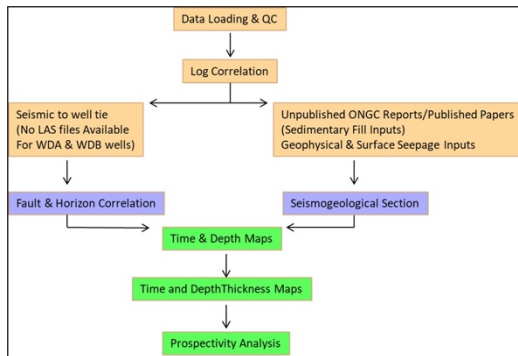 Data Loading & QC
Log Correlation
Seismic to well tie
(No LAS files Available
For WDA & WDB wells)
Unpublished ONGC Reports/Published Papers
(Sedimentary Fill Inputs)
Geophysical & Surface Seepage Inputs
Fault & Horizon Correlation
Seismogeological Section
Time & Depth Maps
Time and DepthThickness Maps
Prospectivity Analysis